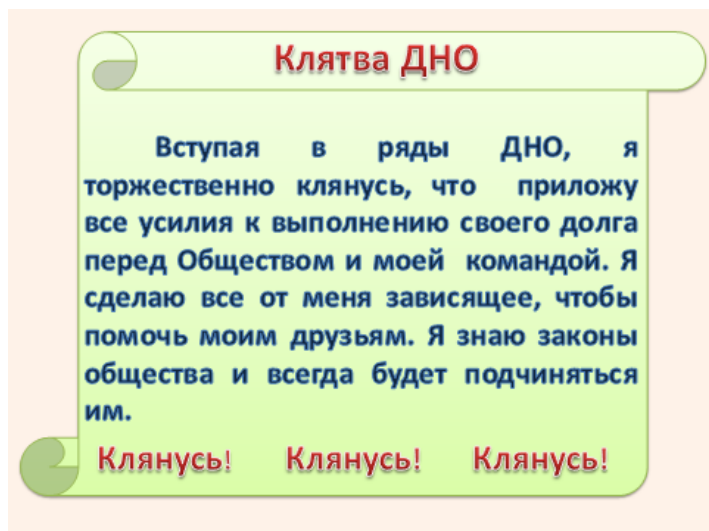 Клятва ДНО
Вступая в ряды ДНО, я
торжественно клянусь, что приложу
все усилия к выполнению своего долга
перед Обществом и моей командой. Я
сделаю все от меня зависящее, чтобы
помочь моим друзьям. Я знаю законы
общества и всегда будет подчиняться
им.
Клянусь! Клянусь! Клянусь!